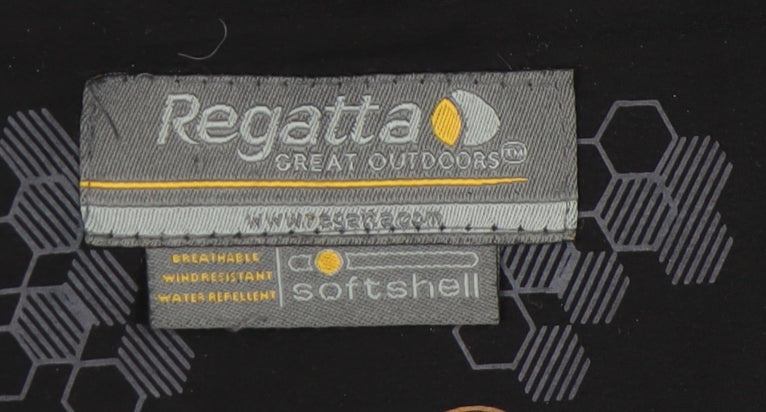 Regatta
GREAT OUTDOORS™
www.regatta.com
BREATHABLE
WINDRESISTANT
WATER REPELLENT
softshell